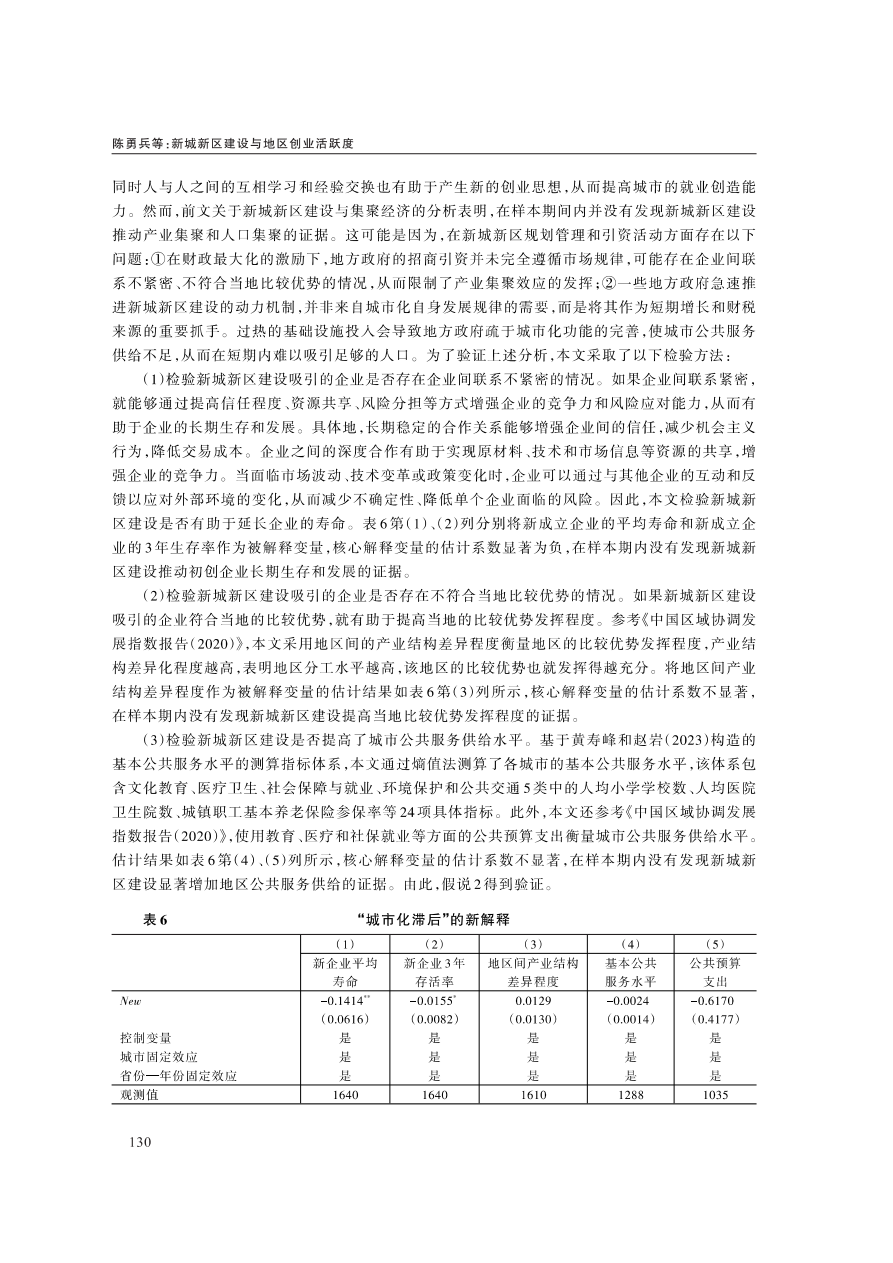 陈勇兵等:新城新区建设与地区创业活跃度
同时人与人之间的互相学习和经验交换也有助于产生新的创业思想,从而提高城市的就业创造能
力。然而,前文关于新城新区建设与集聚经济的分析表明,在样本期间内并没有发现新城新区建设
推动产业集聚和人口集聚的证据。这可能是因为,在新城新区规划管理和引资活动方面存在以下
问题:①在财政最大化的激励下,地方政府的招商引资并未完全遵循市场规律,可能存在企业间联
系不紧密、不符合当地比较优势的情况,从而限制了产业集聚效应的发挥;②一些地方政府急速推
进新城新区建设的动力机制,并非来自城市化自身发展规律的需要,而是将其作为短期增长和财税
来源的重要抓手。过热的基础设施投入会导致地方政府疏于城市化功能的完善,使城市公共服务
供给不足,从而在短期内难以吸引足够的人口。为了验证上述分析,本文采取了以下检验方法:
(1)检验新城新区建设吸引的企业是否存在企业间联系不紧密的情况。如果企业间联系紧密,
就能够通过提高信任程度、资源共享、风险分担等方式增强企业的竞争力和风险应对能力,从而有
助于企业的长期生存和发展。具体地,长期稳定的合作关系能够增强企业间的信任,减少机会主义
行为,降低交易成本。企业之间的深度合作有助于实现原材料、技术和市场信息等资源的共享,增
强企业的竞争力。当面临市场波动、技术变革或政策变化时,企业可以通过与其他企业的互动和反
馈以应对外部环境的变化,从而减少不确定性、降低单个企业面临的风险。因此,本文检验新城新
区建设是否有助于延长企业的寿命。表6第(1)、(2)列分别将新成立企业的平均寿命和新成立企
业的3年生存率作为被解释变量,核心解释变量的估计系数显著为负,在样本期内没有发现新城新
区建设推动初创企业长期生存和发展的证据。
(2)检验新城新区建设吸引的企业是否存在不符合当地比较优势的情况。如果新城新区建设
吸引的企业符合当地的比较优势,就有助于提高当地的比较优势发挥程度。参考《中国区域协调发
展指数报告(2020)》,本文采用地区间的产业结构差异程度衡量地区的比较优势发挥程度,产业结
构差异化程度越高,表明地区分工水平越高,该地区的比较优势也就发挥得越充分。将地区间产业
结构差异程度作为被解释变量的估计结果如表6第(3)列所示,核心解释变量的估计系数不显著,
在样本期内没有发现新城新区建设提高当地比较优势发挥程度的证据。
(3)检验新城新区建设是否提高了城市公共服务供给水平。基于黄寿峰和赵岩(2023)构造的
基本公共服务水平的测算指标体系,本文通过熵值法测算了各城市的基本公共服务水平,该体系包
含文化教育、医疗卫生、社会保障与就业、环境保护和公共交通5类中的人均小学学校数、人均医院
卫生院数、城镇职工基本养老保险参保率等24项具体指标。此外,本文还参考《中国区域协调发展
指数报告(2020)》,使用教育、医疗和社保就业等方面的公共预算支出衡量城市公共服务供给水平。
估计结果如表6第(4)、(5)列所示,核心解释变量的估计系数不显著,在样本期内没有发现新城新
区建设显著增加地区公共服务供给的证据。由此,假说2得到验证。
表6 “城市化滞后”的新解释
(1) (2) (3) (4) (5)
新企业平均 新企业3年 地区间产业结构 基本公共 公共预算
寿命 存活率 差异程度 服务水平 支出
New -0.1414** -0.0155* 0.0129 -0.0024 -0.6170
(0.0616) (0.0082) (0.0130) (0.0014) (0.4177)
控制变量 是 是 是 是 是
城市固定效应 是 是 是 是 是
省份—年份固定效应 是 是 是 是 是
观测值 1640 1640 1610 1288 1035
130